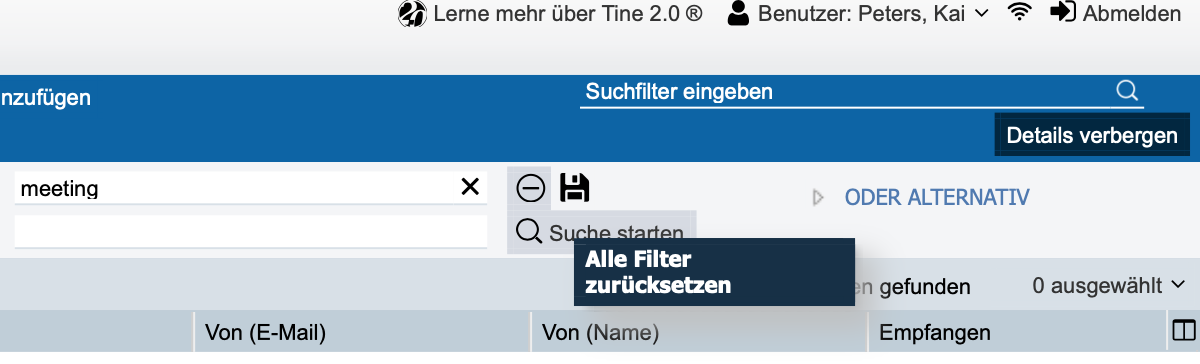 Lerne mehr über Tine 2.0 ® Benutzer: Peters, Kai Abmelden
nzufügen
Suchfilter eingeben
Details verbergen
meeting
ODER ALTERNATIV
Suche starten
Alle Filter
zurücksetzen
en gefunden 0 ausgewählt
Von (E-Mail) Von (Name) Empfangen